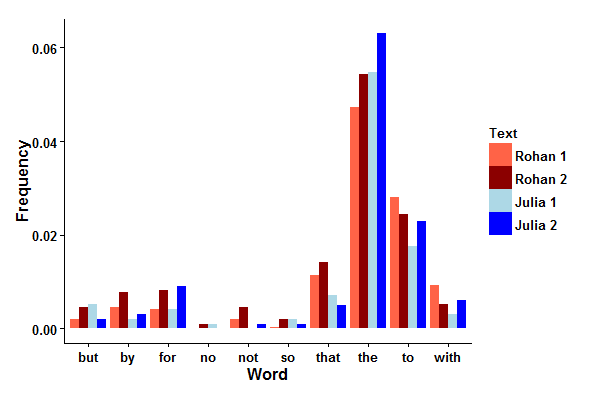 0.06
0.04
0.02
0.00
Frequency
but by for no not so that the to with
Word
Text
Rohan 1
Rohan 2
Julia 1
Julia 2